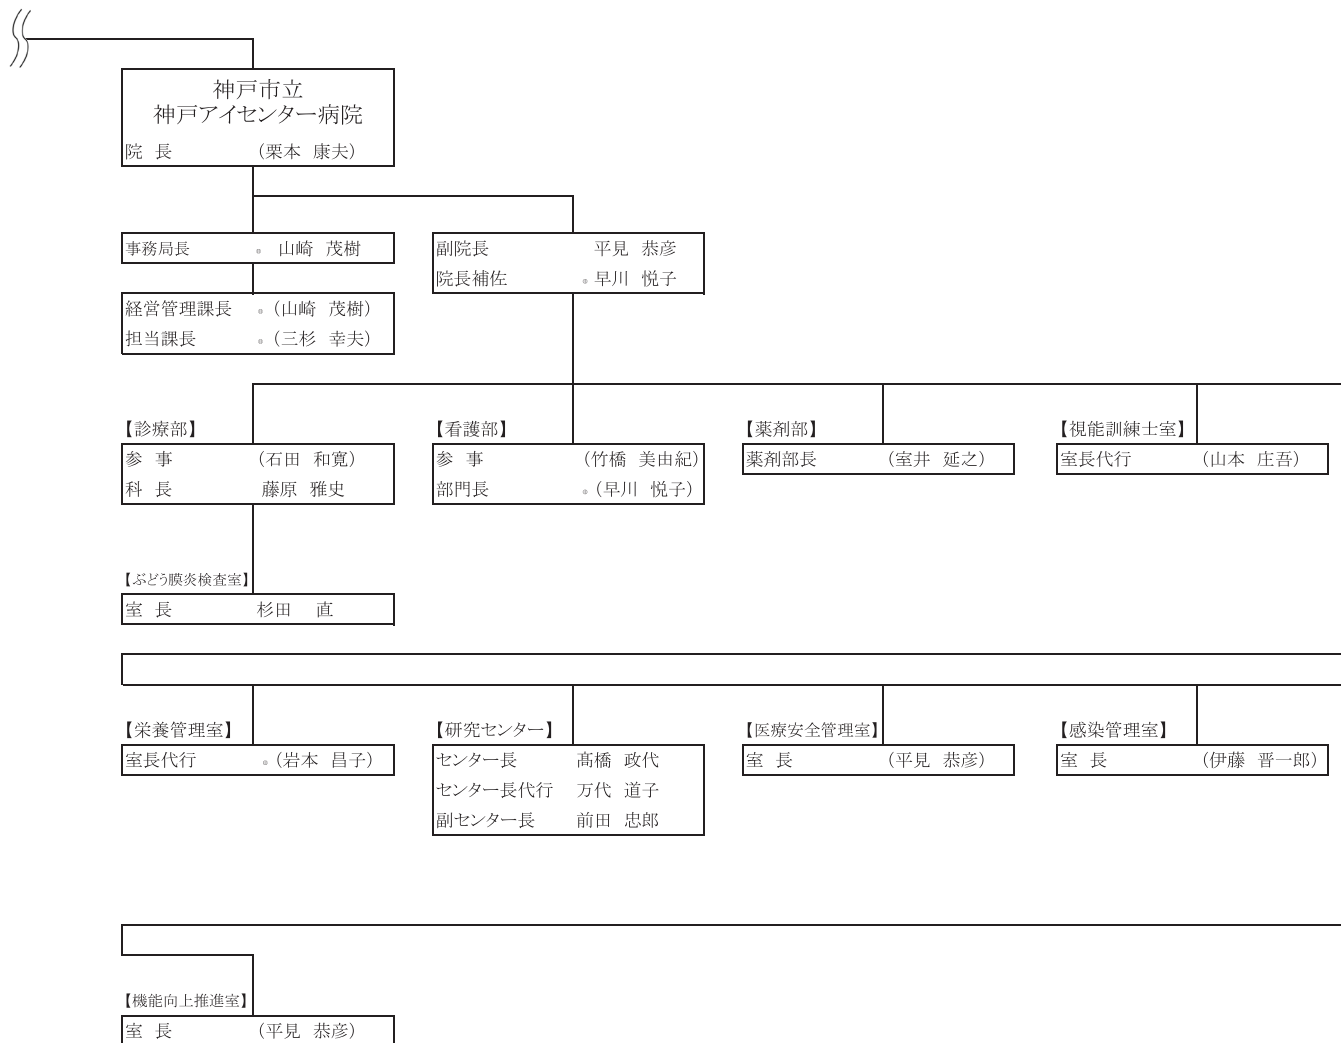 神戸市立
神戸アイセンター病院
院 長 (栗本 康夫)
事務局長 山崎 茂樹
副院長 平見 恭彦
院長補佐 早川 悦子
経営管理課長 (山崎 茂樹)
担当課長 (三杉 幸夫)
【診療部】
参 事 (石田 和寛)
科 長 藤原 雅史
【看護部】
参 事 (竹橋 美由紀)
部門長 (早川 悦子)
【薬剤部】
薬剤部長 (室井 延之)
【視能訓練士室】
室長代行 (山本 庄吾)
【ぶどう膜炎検査室】
室 長 杉田 直
【栄養管理室】
室長代行 (岩本 昌子)
【研究センター】
センター長 髙橋 政代
センター長代行 万代 道子
副センター長 前田 忠郎
【医療安全管理室】
室 長 (平見 恭彦)
【感染管理室】
室 長 (伊藤 晋一郎)
【機能向上推進室】
室 長 (平見 恭彦)